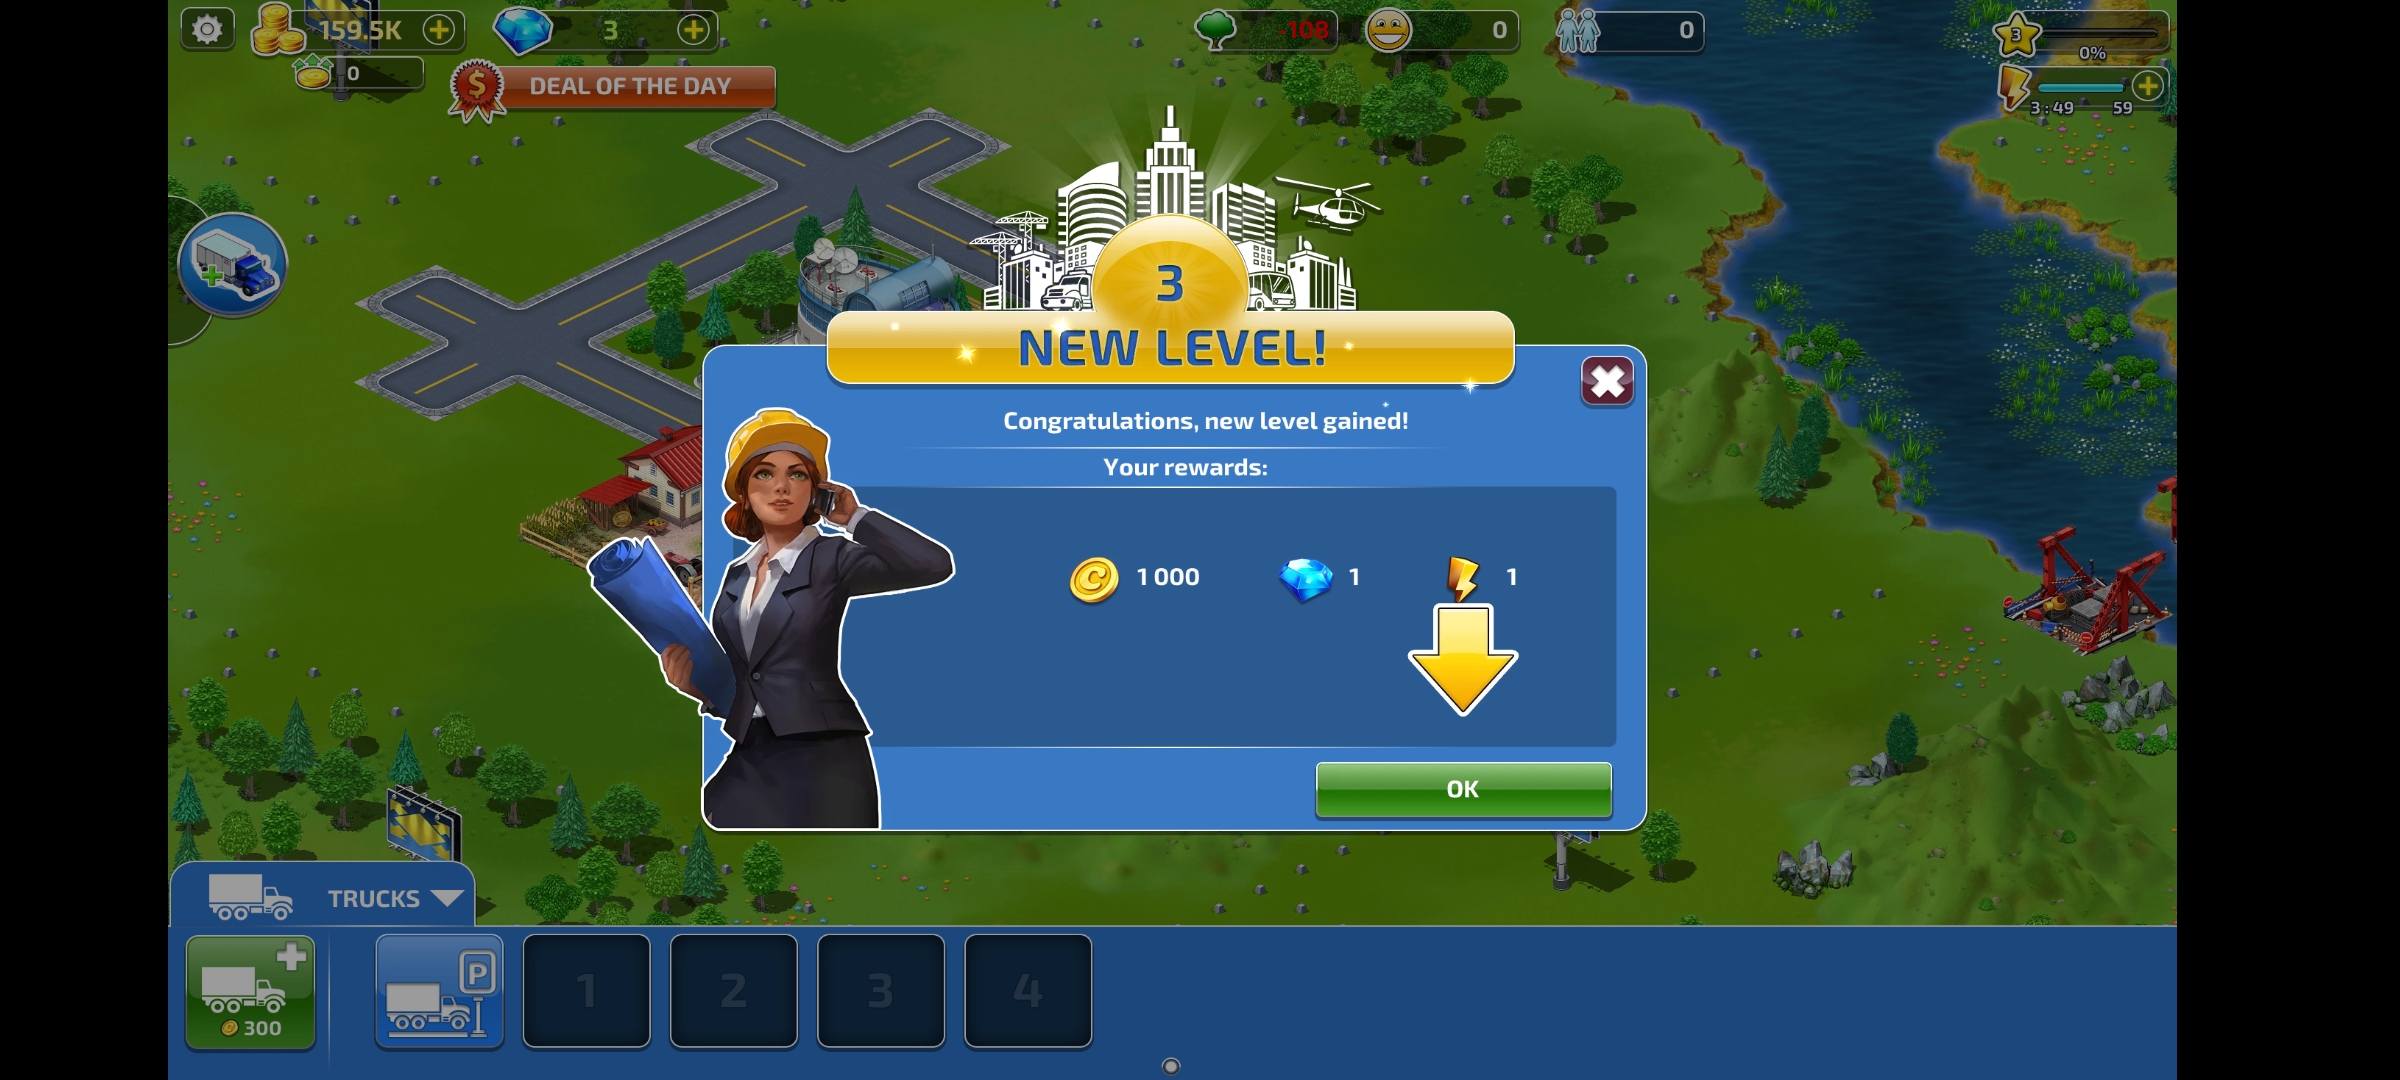 159.5K
3
-108
0
0
3
0%
0
DEAL OF THE DAY
3:49
59
3
NEW LEVEL!
Congratulations, new level gained!
Your rewards:
1 000
1
1
OK
TRUCKS
P
1
2
3
4
300